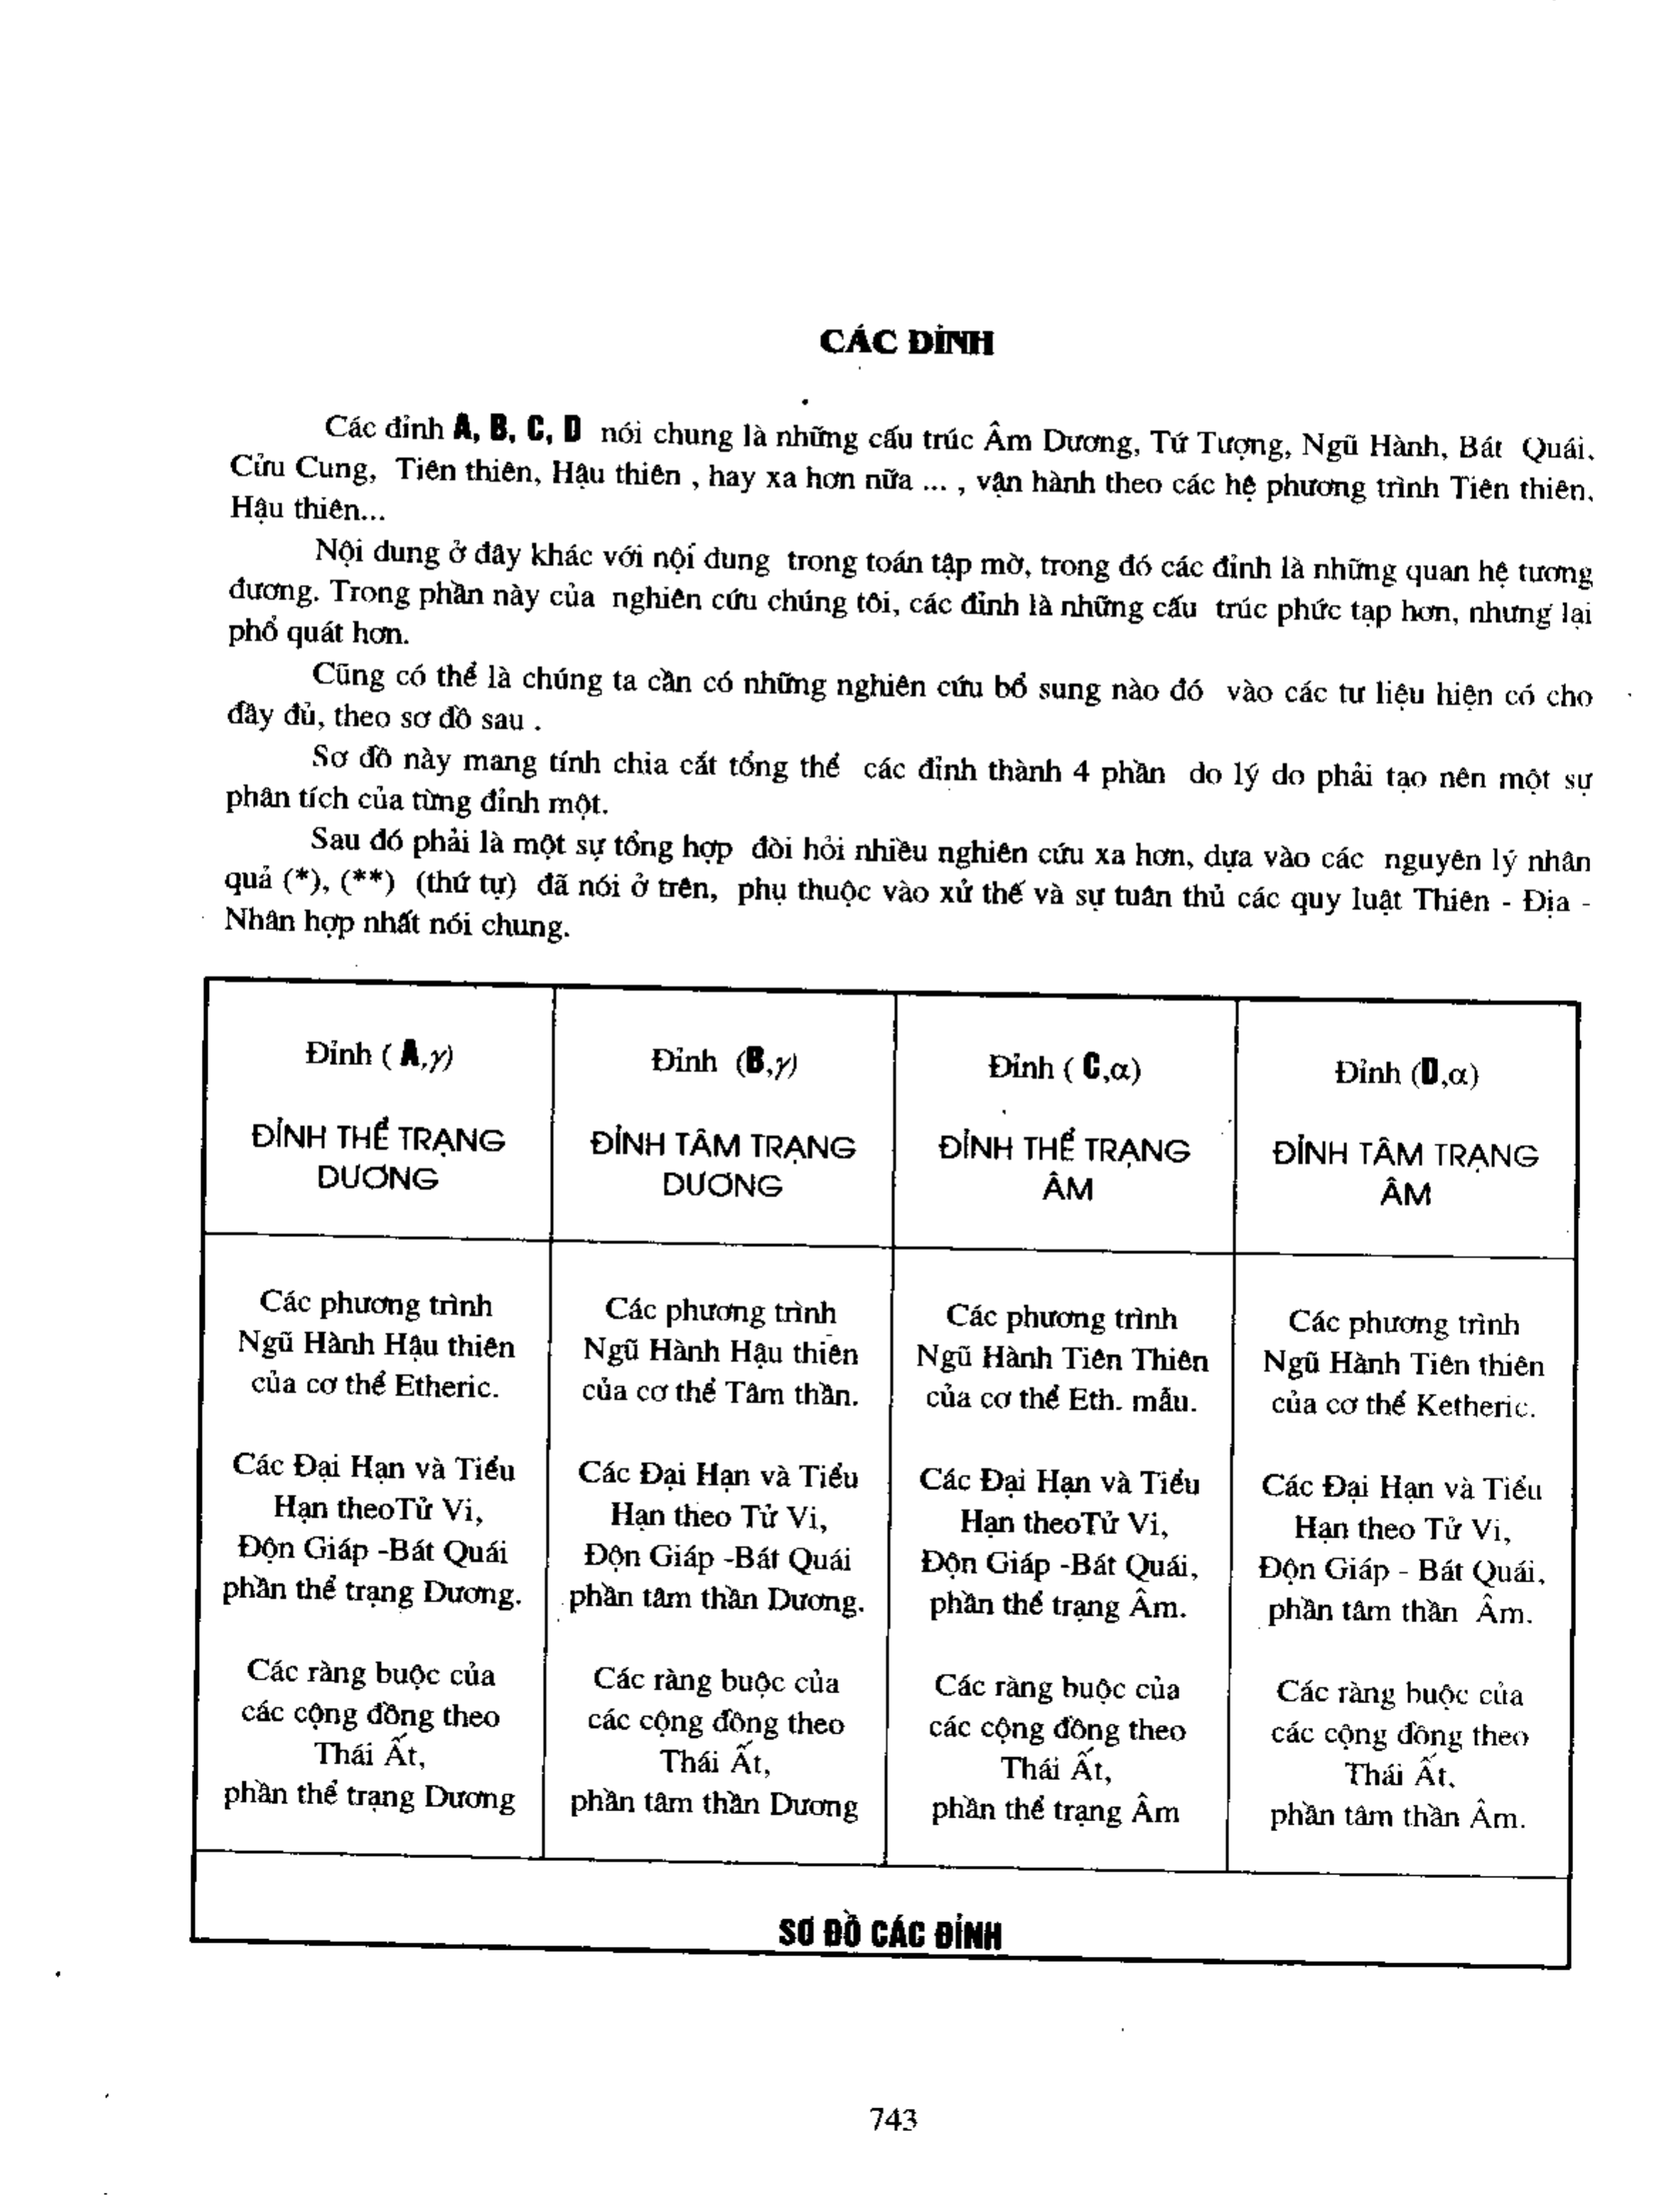 CÁC ĐỈNH
Các đỉnh A, B, C, D nói chung là những cấu trúc Âm Dương, Tứ Tượng, Ngũ Hành, Bát Quái.
Cửu Cung, Tiên thiên, Hậu thiên , hay xa hơn nữa ... , vận hành theo các hệ phương trình Tiên thiên.
Hậu thiên...
Nội dung ở đây khác với nội dung trong toán tập mờ, trong đó các đỉnh là những quan hệ tương
đương. Trong phần này của nghiên cứu chúng tôi, các đỉnh là những cấu trúc phức tạp hơn, nhưng lại
phổ quát hơn.
Cũng có thể là chúng ta cần có những nghiên cứu bổ sung nào đó vào các tư liệu hiện có cho
đầy đủ, theo sơ đồ sau .
Sơ đồ này mang tính chia cắt tổng thể các đỉnh thành 4 phần do lý do phải tạo nên một sự
phân tích của từng đỉnh một.
Sau đó phải là một sự tổng hợp đòi hỏi nhiều nghiên cứu xa hơn, dựa vào các nguyên lý nhân
quả (*), (**) (thứ tự) đã nói ở trên, phụ thuộc vào xử thế và sự tuân thủ các quy luật Thiên - Địa -
Nhân hợp nhất nói chung.
Đỉnh ( A,γ)
ĐỈNH THỂ TRẠNG
DƯƠNG
Các phương trình
Ngũ Hành Hậu thiên
của cơ thể Etheric.
Các Đại Hạn và Tiểu
Hạn theoTử Vi,
Độn Giáp -Bát Quái
phần thể trạng Dương.
Các ràng buộc của
các cộng đồng theo
Thái Ất,
phần thể trạng Dương
Đỉnh (B,γ)
ĐỈNH TÂM TRẠNG
DƯƠNG
Các phương trình
Ngũ Hành Hậu thiên
của cơ thể Tâm thần.
Các Đại Hạn và Tiểu
Hạn theo Tử Vi,
Độn Giáp -Bát Quái
phần tâm thần Dương.
Các ràng buộc của
các cộng đồng theo
Thái Ất,
phần tâm thần Dương
Đỉnh ( C,α)
ĐỈNH THỂ TRẠNG
ÂM
Các phương trình
Ngũ Hành Tiên Thiên
của cơ thể Eth. mẫu.
Các Đại Hạn và Tiểu
Hạn theoTử Vi,
Độn Giáp -Bát Quái,
phần thể trạng Âm.
Các ràng buộc của
các cộng đồng theo
Thái Ất,
phần thể trạng Âm
Đỉnh (D,α)
ĐỈNH TÂM TRẠNG
ÂM
Các phương trình
Ngũ Hành Tiên thiên
của cơ thể Ketheric.
Các Đại Hạn và Tiểu
Hạn theo Tử Vi,
Độn Giáp - Bát Quái,
phần tâm thần Âm.
Các ràng buộc của
các cộng đồng theo
Thái Ất.
phần tâm thần Âm.
SƠ ĐỒ CÁC ĐỈNH
743